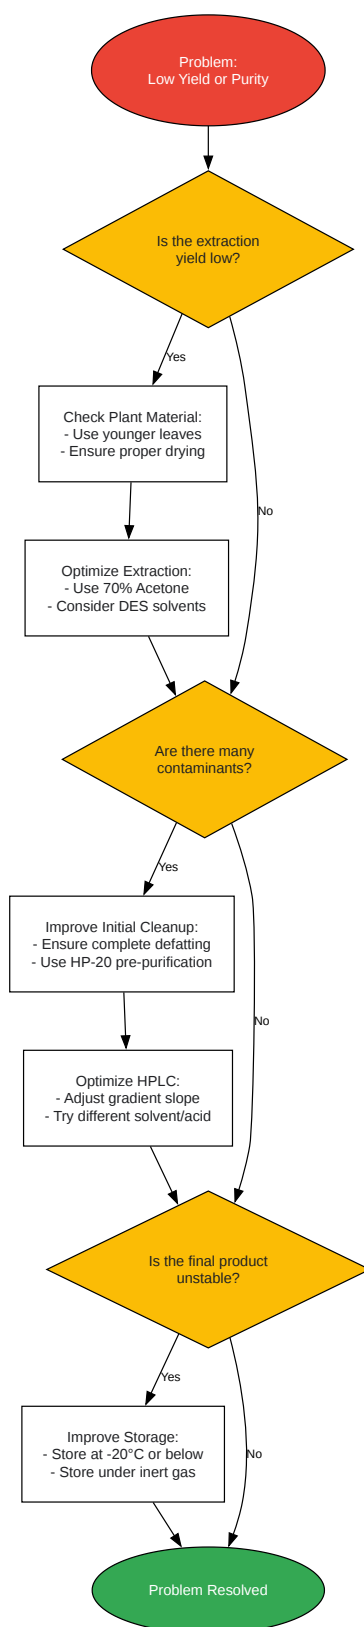 Problem:
Low Yield or Purity
Is the extraction
yield low?
Yes
Check Plant Material:
- Use younger leaves
- Ensure proper drying
No
Optimize Extraction:
- Use 70% Acetone
- Consider DES solvents
Are there many
contaminants?
Yes
Improve Initial Cleanup:
- Ensure complete defatting
- Use HP-20 pre-purification
No
Optimize HPLC:
- Adjust gradient slope
- Try different solvent/acid
Is the final product
unstable?
Yes
Improve Storage:
- Store at -20°C or below
- Store under inert gas
No
Problem Resolved